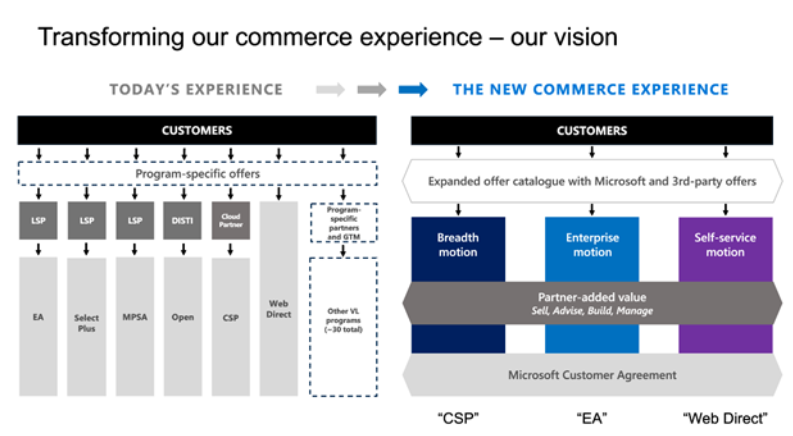 Transforming our commerce experience – our vision
TODAY'S EXPERIENCE
THE NEW COMMERCE EXPERIENCE
CUSTOMERS
Program-specific offers
LSP
LSP
LSP
DISTI
Cloud
Partner
Program-
specific
partners
and GTM
EA
Select
Plus
MPSA
Open
CSP
Web
Direct
Other VL
programs
(~30 total)
CUSTOMERS
Expanded offer catalogue with Microsoft and 3rd-party offers
Breadth
motion
Enterprise
motion
Self-service
motion
Partner-added value
Sell, Advise, Build, Manage
Microsoft Customer Agreement
“CSP”
“EA”
“Web Direct”